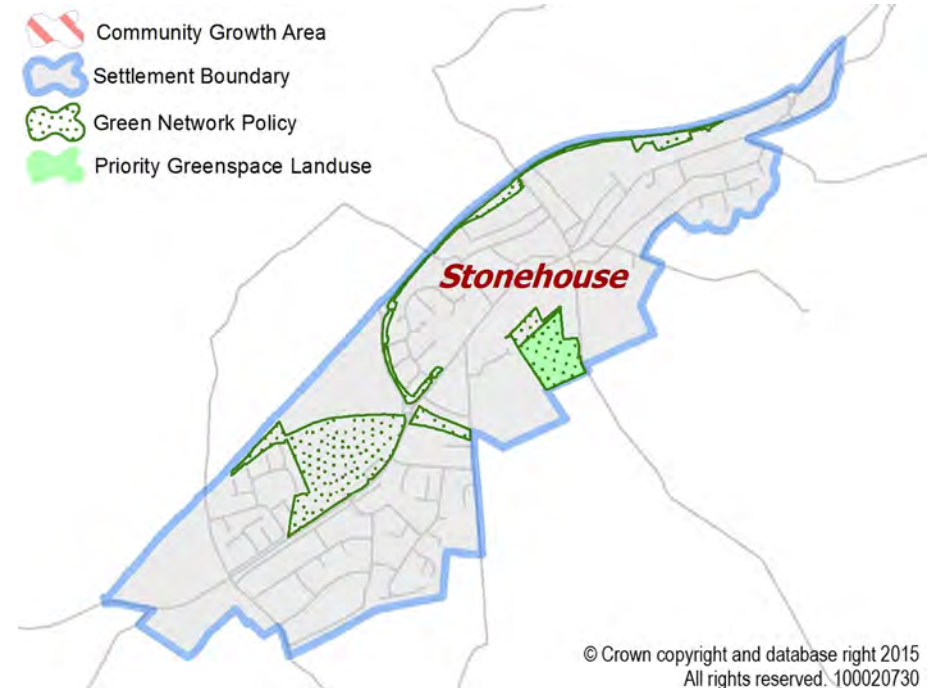 Community Growth Area
Settlement Boundary
Green Network Policy
Priority Greenspace Landuse
Stonehouse
© Crown copyright and database right 2015
All rights reserved. 100020730